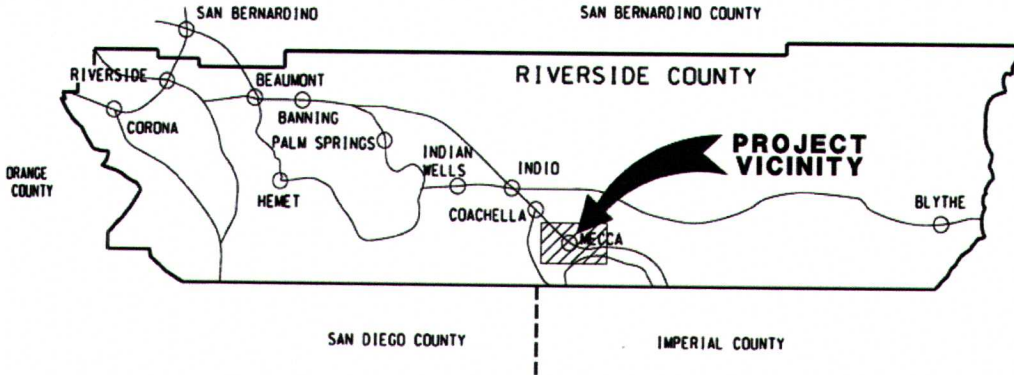 SAN BERNARDINO
SAN BERNARDINO COUNTY
RIVERSIDE
BEAUMONT
RIVERSIDE COUNTY
CORONA
BANNING
PALM SPRINGS
PROJECT
VICINITY
ORANGE
COUNTY
INDIAN
WELLS
INDIO
HEMET
COACHELLA
BLYTHE
MECCA
SAN DIEGO COUNTY
IMPERIAL COUNTY